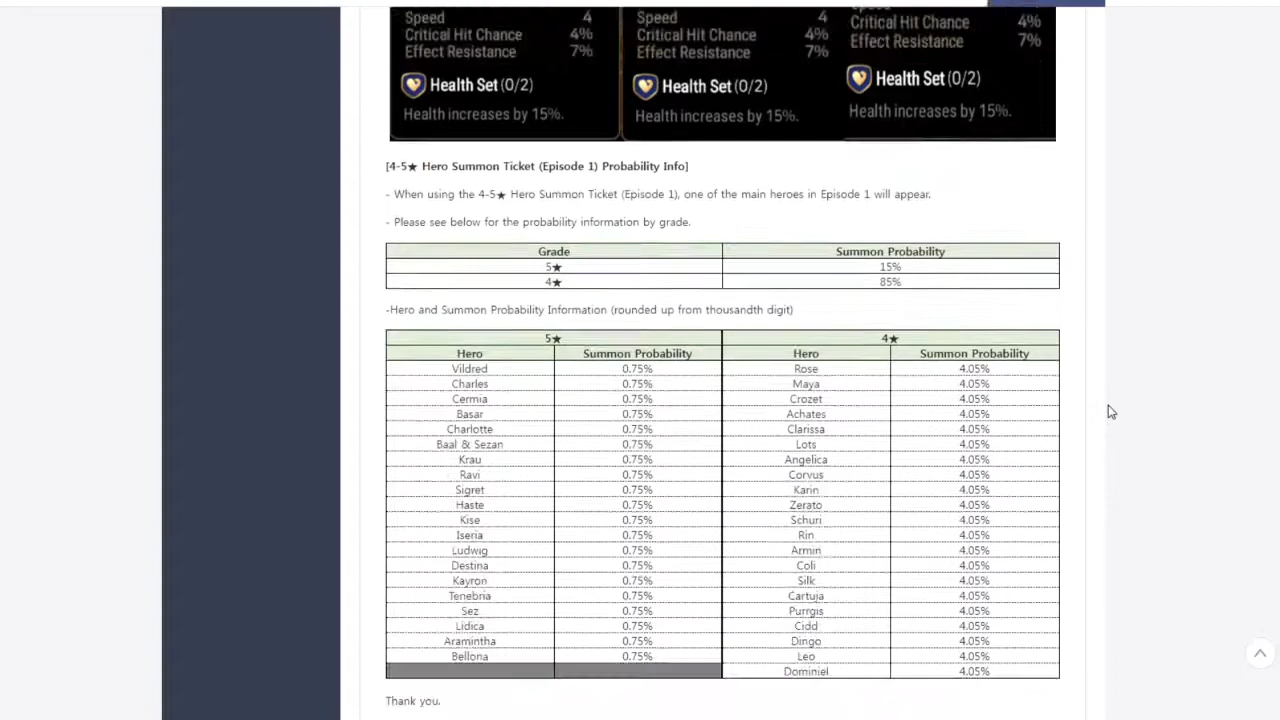 Speed 4 Speed 4 Speed
Critical Hit Chance 4% Critical Hit Chance 4% Critical Hit Chance 4%
Effect Resistance 7% Effect Resistance 7% Effect Resistance 7%
Health Set (0/2) Health Set (0/2) Health Set (0/2)
Health increases by 15%. Health increases by 15%. Health increases by 15%.
[4-5★ Hero Summon Ticket (Episode 1) Probability Info]
- When using the 4-5★ Hero Summon Ticket (Episode 1), one of the main heroes in Episode 1 will appear.
- Please see below for the probability information by grade.
Grade Summon Probability
5★ 15%
4★ 85%
-Hero and Summon Probability Information (rounded up from thousandth digit)
5★ 4★
Hero Summon Probability Hero Summon Probability
Vildred 0.75% Rose 4.05%
Charles 0.75% Maya 4.05%
Cermia 0.75% Crozet 4.05%
Basar 0.75% Achates 4.05%
Charlotte 0.75% Clarissa 4.05%
Baal & Sezan 0.75% Lots 4.05%
Krau 0.75% Angelica 4.05%
Ravi 0.75% Corvus 4.05%
Sigret 0.75% Karin 4.05%
Haste 0.75% Zerato 4.05%
Kise 0.75% Schuri 4.05%
Iseria 0.75% Rin 4.05%
Ludwig 0.75% Armin 4.05%
Destina 0.75% Coli 4.05%
Kayron 0.75% Silk 4.05%
Tenebria 0.75% Cartuja 4.05%
Sez 0.75% Purrgis 4.05%
Lidica 0.75% Cidd 4.05%
Aramintha 0.75% Dingo 4.05%
Bellona 0.75% Leo 4.05%
Dominiel 4.05%
Thank you.